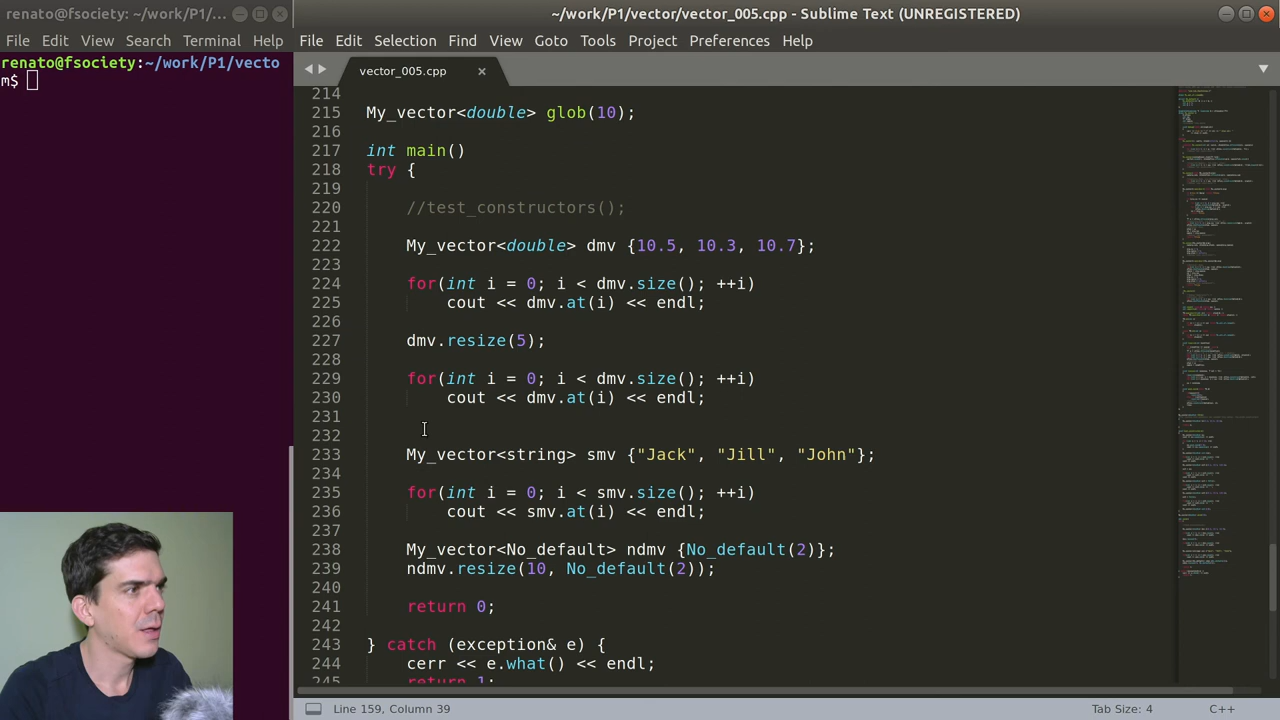 renato@fsociety: ~/work/P1/...
File Edit View Search Terminal Help
renato@fsociety:~/work/P1/vecto
m$
~/work/P1/vector/vector_005.cpp - Sublime Text (UNREGISTERED)
File Edit Selection Find View Goto Tools Project Preferences Help
vector_005.cpp
214
215 My_vector<double> glob(10);
216
217 int main()
218 try {
219
220 //test_constructors();
221
222 My_vector<double> dmv {10.5, 10.3, 10.7};
223
224 for(int i = 0; i < dmv.size(); ++i)
225 cout << dmv.at(i) << endl;
226
227 dmv.resize(5);
228
229 for(int i = 0; i < dmv.size(); ++i)
230 cout << dmv.at(i) << endl;
231
232
233 My_vector<string> smv {"Jack", "Jill", "John"};
234
235 for(int i = 0; i < smv.size(); ++i)
236 cout << smv.at(i) << endl;
237
238 My_vector<No_default> ndmv {No_default(2)};
239 ndmv.resize(10, No_default(2));
240
241 return 0;
242
243 } catch (exception& e) {
244 cerr << e.what() << endl;
245 return 1;
Line 159, Column 39
Tab Size: 4
C++